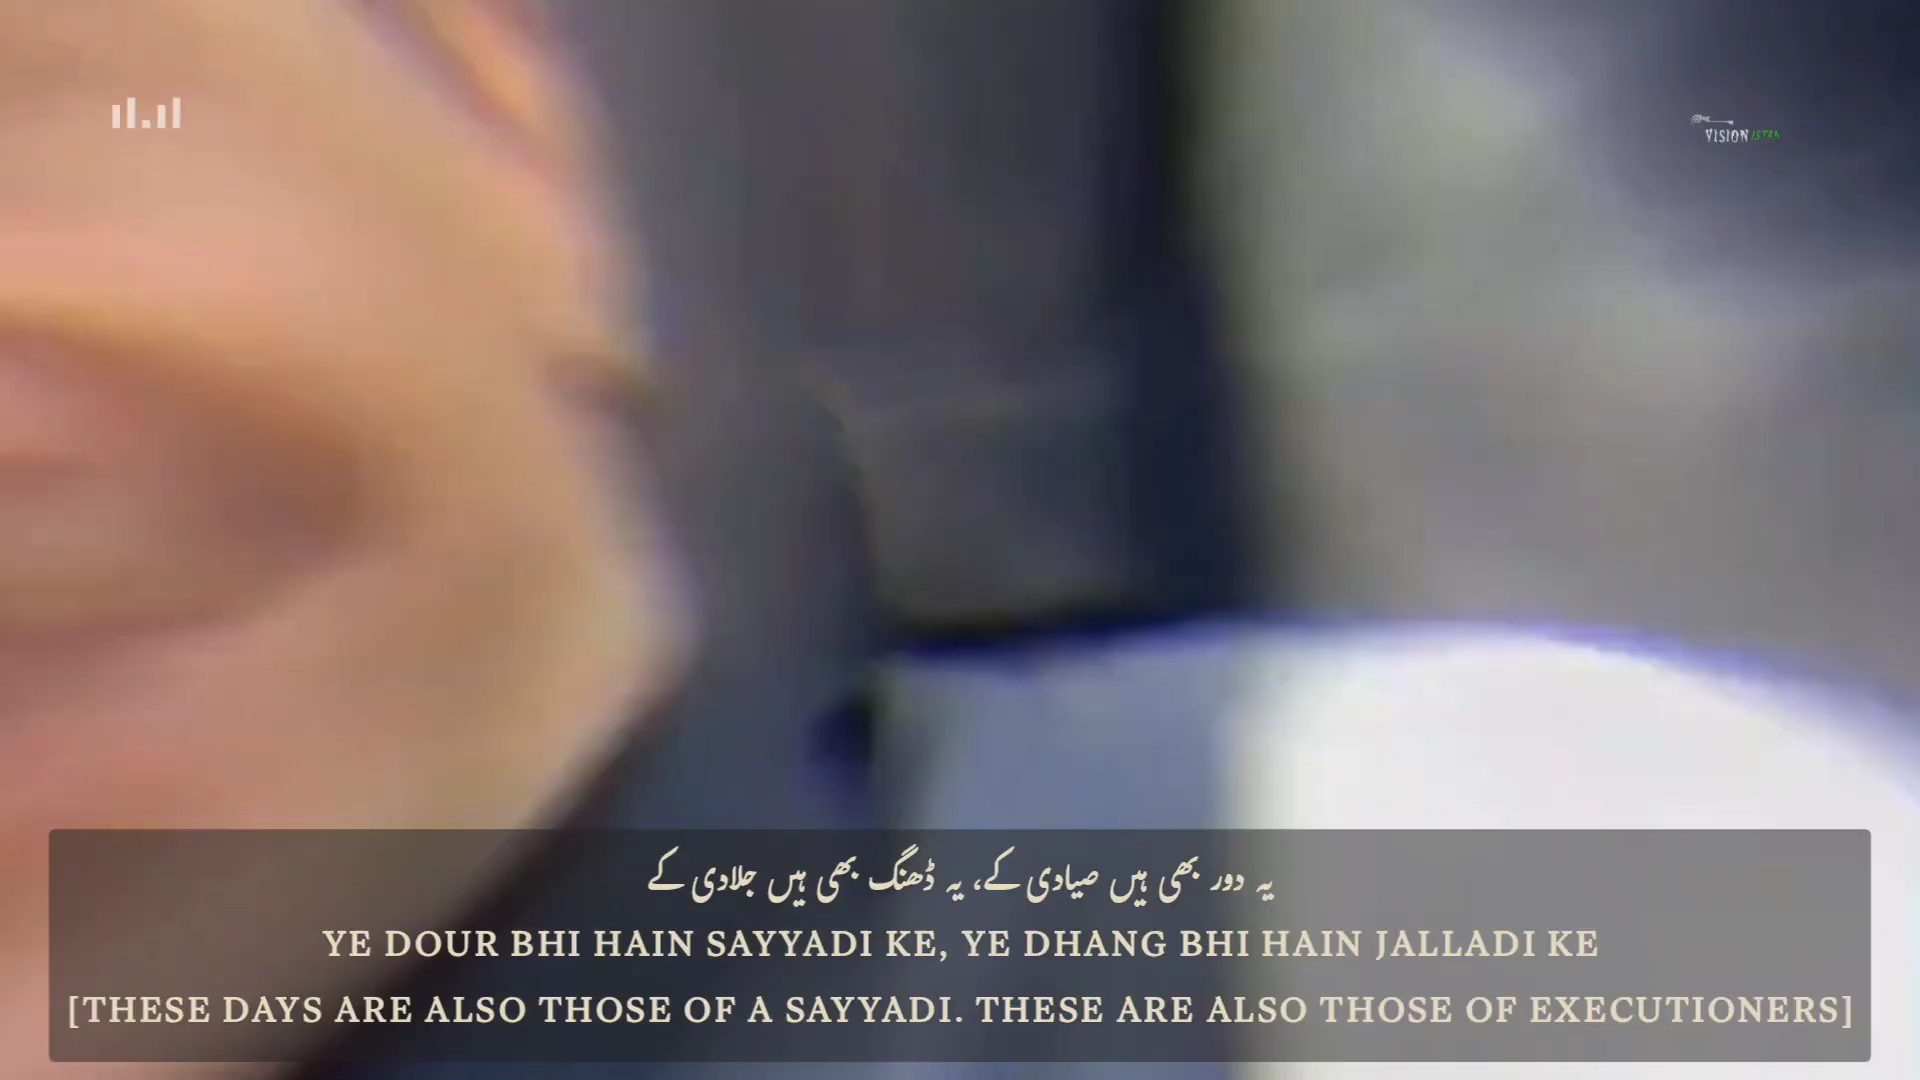 VISION ISTAN
یہ دور بھی ہیں صیادی کے، یہ ڈھنگ بھی ہیں جلادی کے
YE DOUR BHI HAIN SAYYADI KE, YE DHANG BHI HAIN JALLADI KE
[THESE DAYS ARE ALSO THOSE OF A SAYYADI. THESE ARE ALSO THOSE OF EXECUTIONERS]